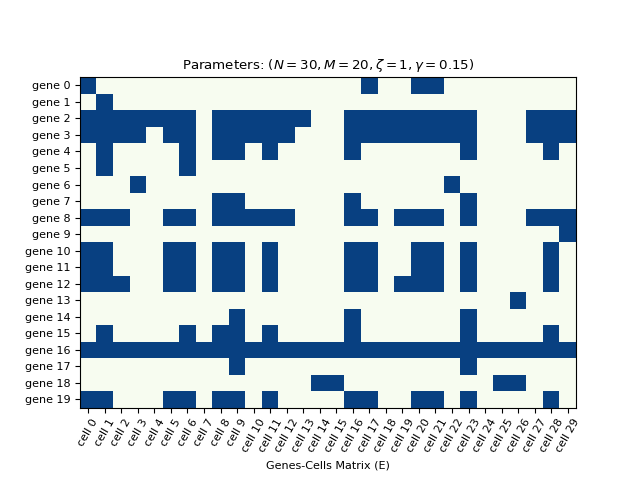 Parameters: (N = 30, M = 20, ζ = 1, γ = 0.15)
gene 0
gene 1
gene 2
gene 3
gene 4
gene 5
gene 6
gene 7
gene 8
gene 9
gene 10
gene 11
gene 12
gene 13
gene 14
gene 15
gene 16
gene 17
gene 18
gene 19
cell 0
cell 1
cell 2
cell 3
cell 4
cell 5
cell 6
cell 7
cell 8
cell 9
cell 10
cell 11
cell 12
cell 13
cell 14
cell 15
cell 16
cell 17
cell 18
cell 19
cell 20
cell 21
cell 22
cell 23
cell 24
cell 25
cell 26
cell 27
cell 28
cell 29
Genes-Cells Matrix (E)